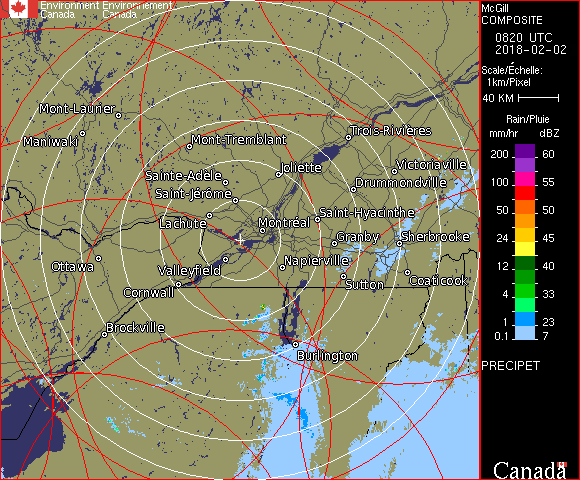 Environment Environnement
Canada Canada
McGill
COMPOSITE
0820 UTC
2018-02-02
Scale/Échelle:
1km/Pixel
40 KM
Rain/Pluie
mm/hr dBZ
200 60
100 55
50 50
24 45
12 40
4 33
1 23
0.1 7
PRECIPET
Canada
Mont-Laurier
Maniwaki
Mont-Tremblant
Trois-Rivières
Sainte-Adèle
Joliette
Victoriaville
Saint-Jérôme
Drummondville
Lachute
Montréal
Saint-Hyacinthe
Granby
Sherbrooke
Ottawa
Valleyfield
Napierville
Cornwall
Sutton
Coaticook
Brockville
Burlington